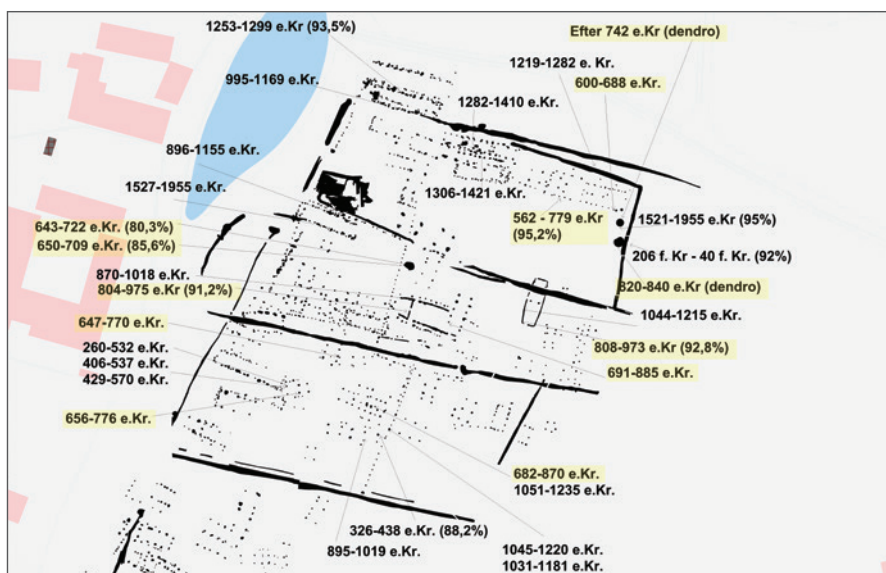 1253-1299 e.Kr (93,5%)
Efter 742 e.Kr (dendro)
1219-1282 e. Kr.
995-1169 e.Kr.
600-688 e.Kr.
1282-1410 e.Kr.
896-1155 e.Kr.
1527-1955 e.Kr.
1306-1421 e.Kr.
562 - 779 e.Kr
(95,2%)
1521-1955 e.Kr (95%)
643-722 e.Kr. (80,3%)
650-709 e.Kr. (85,6%)
206 f. Kr - 40 f. Kr. (92%)
870-1018 e.Kr.
804-975 e.Kr (91,2%)
820-840 e.Kr (dendro)
1044-1215 e.Kr.
647-770 e.Kr.
260-532 e.Kr.
406-537 e.Kr.
429-570 e.Kr.
808-973 e.Kr (92,8%)
691-885 e.Kr.
656-776 e.Kr.
682-870 e.Kr.
1051-1235 e.Kr.
326-438 e.Kr (88,2%)
895-1019 e.Kr.
1045-1220 e.Kr.
1031-1181 e.Kr.